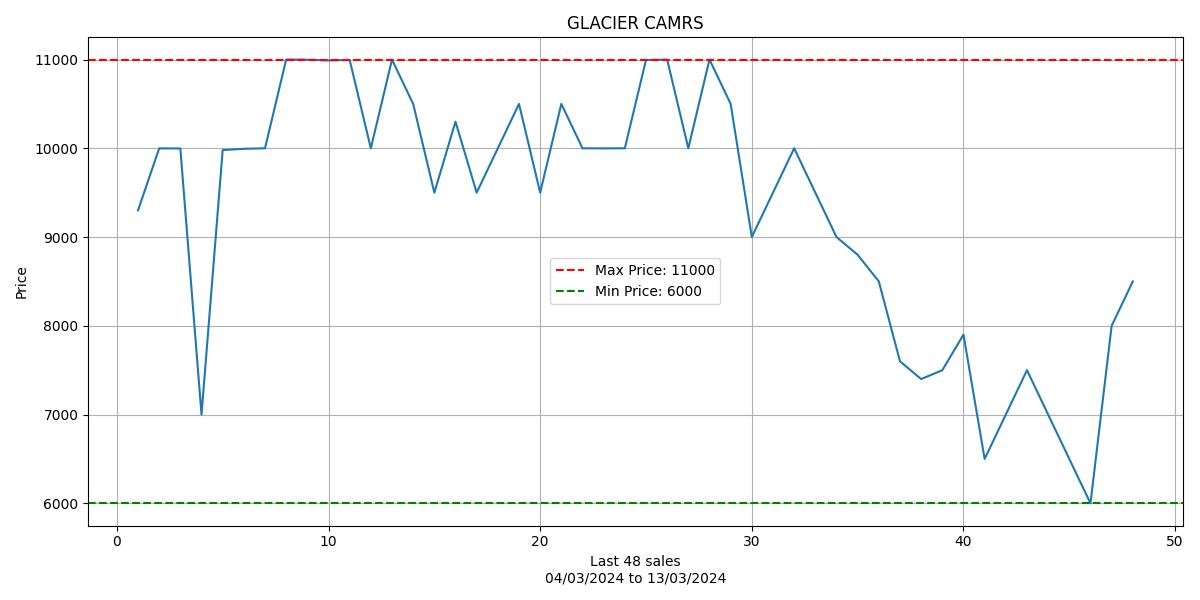 GLACIER CAMRS
Price
11000
10000
9000
8000
7000
6000
Max Price: 11000
Min Price: 6000
0 10 20 30 40 50
Last 48 sales
04/03/2024 to 13/03/2024